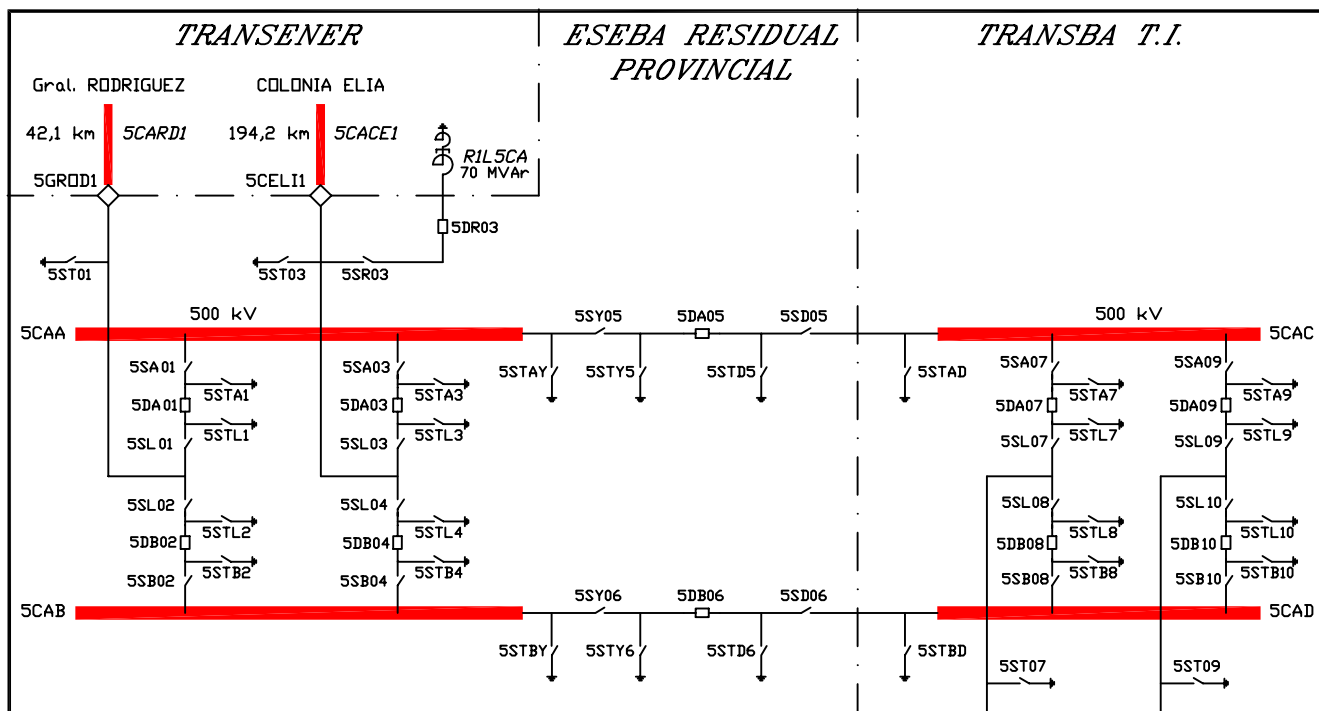 TRANSENER
ESEBA RESIDUAL
PROVINCIAL
TRANSBA T.I.
Gral. RODRIGUEZ
COLONIA ELIA
42,1 km
5CARD1
194,2 km
5CACE1
R1L5CA
70 MVAr
5GROD1
5CELI1
5DR03
5ST01
5ST03
5SR03
500 kV
5SY05
5DA05
5SD05
500 kV
5CAA
5CAC
5SA01
5STA1
5DA01
5STL1
5SL01
5SA03
5STA3
5DA03
5STL3
5SL03
5STAY
5STY5
5STD5
5STAD
5SA07
5STA7
5DA07
5STL7
5SL07
5SA09
5STA9
5DA09
5STL9
5SL09
5SL02
5STL2
5DB02
5STB2
5SB02
5SL04
5STL4
5DB04
5STB4
5SB04
5SL08
5STL8
5DB08
5STB8
5SB08
5SL10
5STL10
5DB10
5STB10
5SB10
5CAB
5SY06
5DB06
5SD06
5CAD
5STBY
5STY6
5STD6
5STBD
5ST07
5ST09